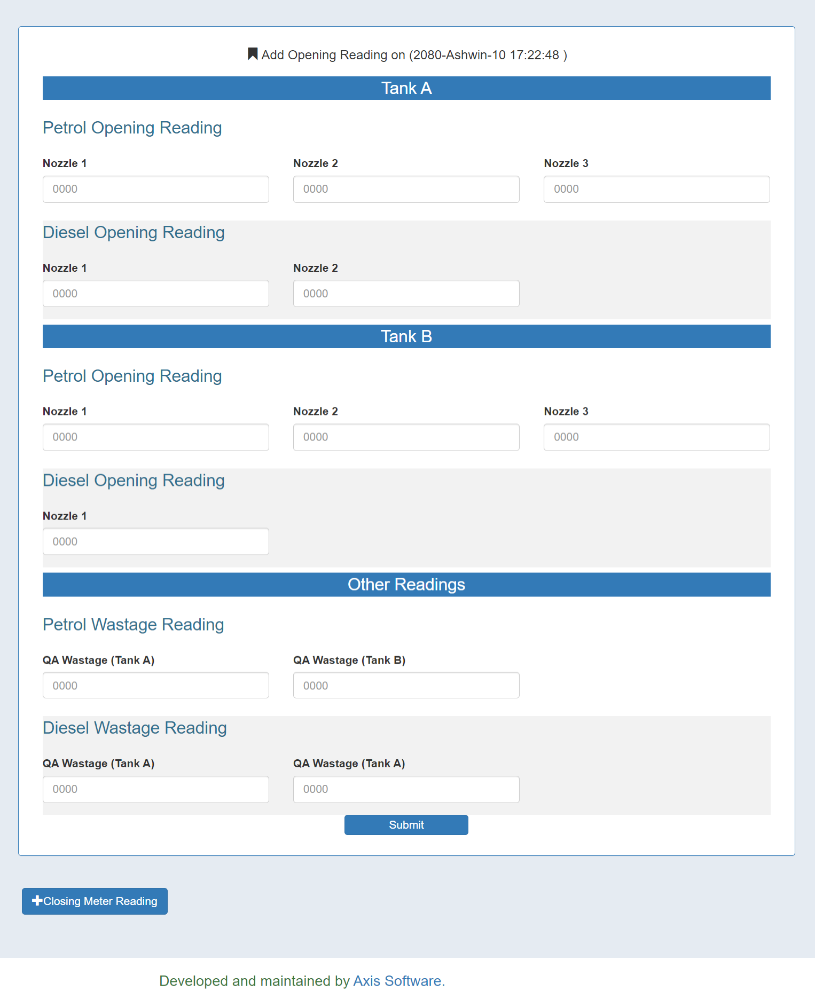 Add Opening Reading on (2080-Ashwin-10 17:22:48 )
Tank A
Petrol Opening Reading
Nozzle 1 Nozzle 2 Nozzle 3
0000 0000 0000
Diesel Opening Reading
Nozzle 1 Nozzle 2
0000 0000
Tank B
Petrol Opening Reading
Nozzle 1 Nozzle 2 Nozzle 3
0000 0000 0000
Diesel Opening Reading
Nozzle 1
0000
Other Readings
Petrol Wastage Reading
QA Wastage (Tank A) QA Wastage (Tank B)
0000 0000
Diesel Wastage Reading
QA Wastage (Tank A) QA Wastage (Tank A)
0000 0000
Submit
Closing Meter Reading
Developed and maintained by Axis Software.